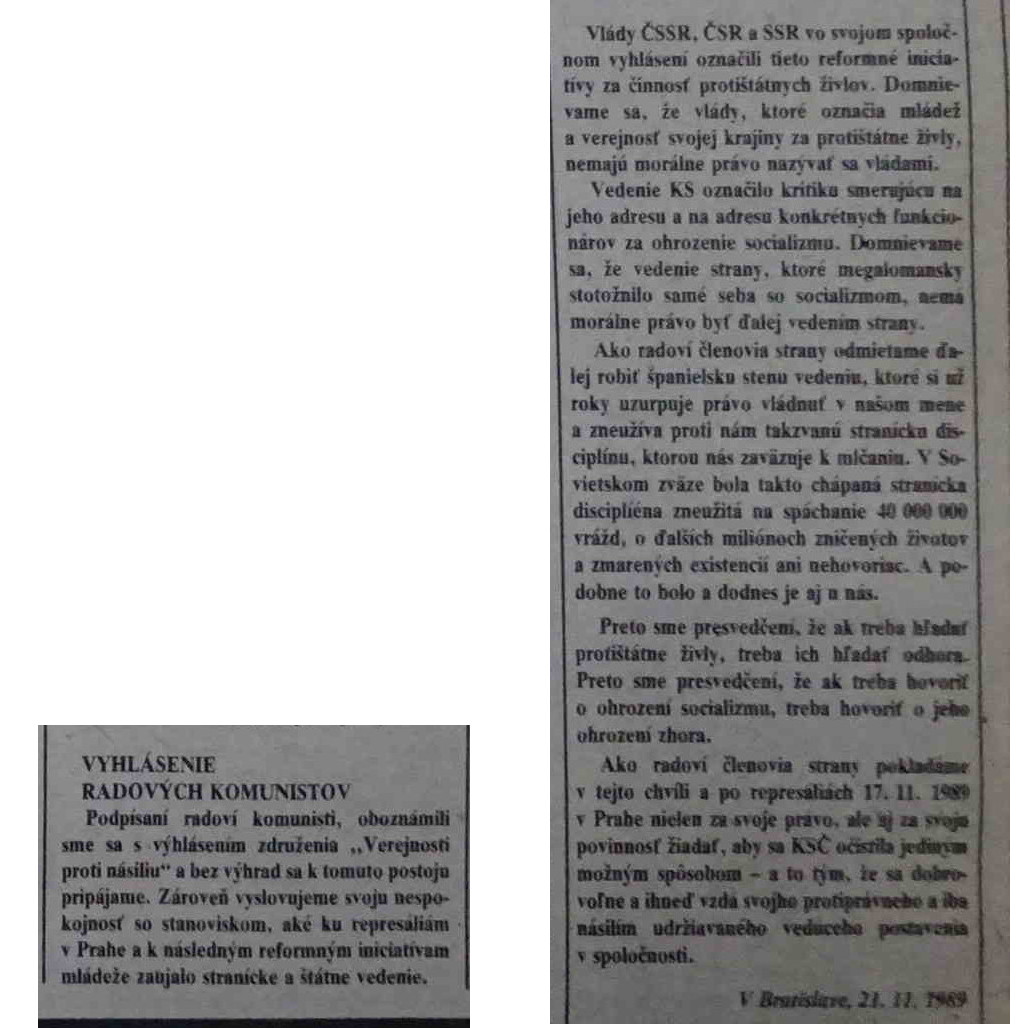 VYHLÁSENIE
RADOVÝCH KOMUNISTOV
Podpísaní radoví komunisti, oboznámili
sme sa s výhlásením združenia „Verejnosti
proti násiliu“ a bez výhrad sa k tomuto postoju
pripájame. Zároveň vyslovujeme svoju nespo-
kojnosť so stanoviskom, aké ku represáliám
v Prahe a k následným reformným iniciatívam
mládeže zaujalo stranícke a štátne vedenie.
Vlády ČSSR, ČSR a SSR vo svojom spoloč-
nom vyhlásení označili tieto reformné inicia-
tívy za činnosť protištátnych živlov. Domnie-
vame sa, že vlády, ktoré označia mládež
a verejnosť svojej krajiny za protištátne živly,
nemajú morálne právo nazývať sa vládami.
Vedenie KS označilo kritiku smerujúcu na
jeho adresu a na adresu konkrétnych funkcio-
nárov za ohrozenie socializmu. Domnievame
sa, že vedenie strany, ktoré megalomansky
stotožnilo samé seba so socializmom, nemá
morálne právo byť ďalej vedením strany.
Ako radoví členovia strany odmietame ďa-
lej robiť španielsku stenu vedeniu, ktoré si už
roky uzurpuje právo vládnuť v našom mene
a zneužíva proti nám takzvanú stranícku dis-
ciplínu, ktorou nás zaväzuje k mlčaniu. V So-
vietskom zväze bola takto chápaná stranícka
discipliéna zneužitá na spáchanie 40 000 000
vrážd, o ďalších miliónoch zničených životov
a zmarených existencií ani nehovoriac. A po-
dobne to bolo a dodnes je aj u nás.
Preto sme presvedčení, že ak treba hľadať
protištátne živly, treba ich hľadať odhora.
Preto sme presvedčení, že ak treba hovoriť
o ohrození socializmu, treba hovoriť o jeho
ohrození zhora.
Ako radoví členovia strany pokladáme
v tejto chvíli a po represáliách 17. 11. 1989
v Prahe nielen za svoje právo, ale aj za svoju
povinnosť žiadať, aby sa KSČ očistila jediným
možným spôsobom – a to tým, že sa dobro-
voľne a ihneď vzdá svojho protiprávneho a iba
násilím udržiavaného vedúceho postavenia
v spoločnosti.
V Bratislave, 21. 11. 1989